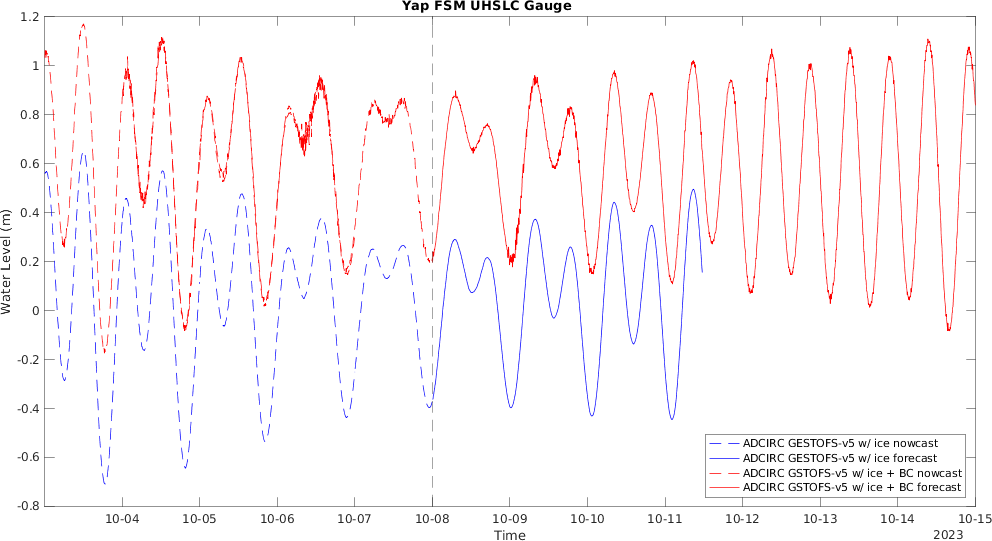 Yap FSM UHSLC Gauge
1.2
1
0.8
0.6
0.4
0.2
0
-0.2
-0.4
-0.6
-0.8
Water Level (m)
ADCIRC GESTOFS-v5 w/ ice nowcast
ADCIRC GESTOFS-v5 w/ ice forecast
ADCIRC GSTOFS-v5 w/ ice + BC nowcast
ADCIRC GSTOFS-v5 w/ ice + BC forecast
10-04 10-05 10-06 10-07 10-08 10-09 10-10 10-11 10-12 10-13 10-14 10-15
Time
2023